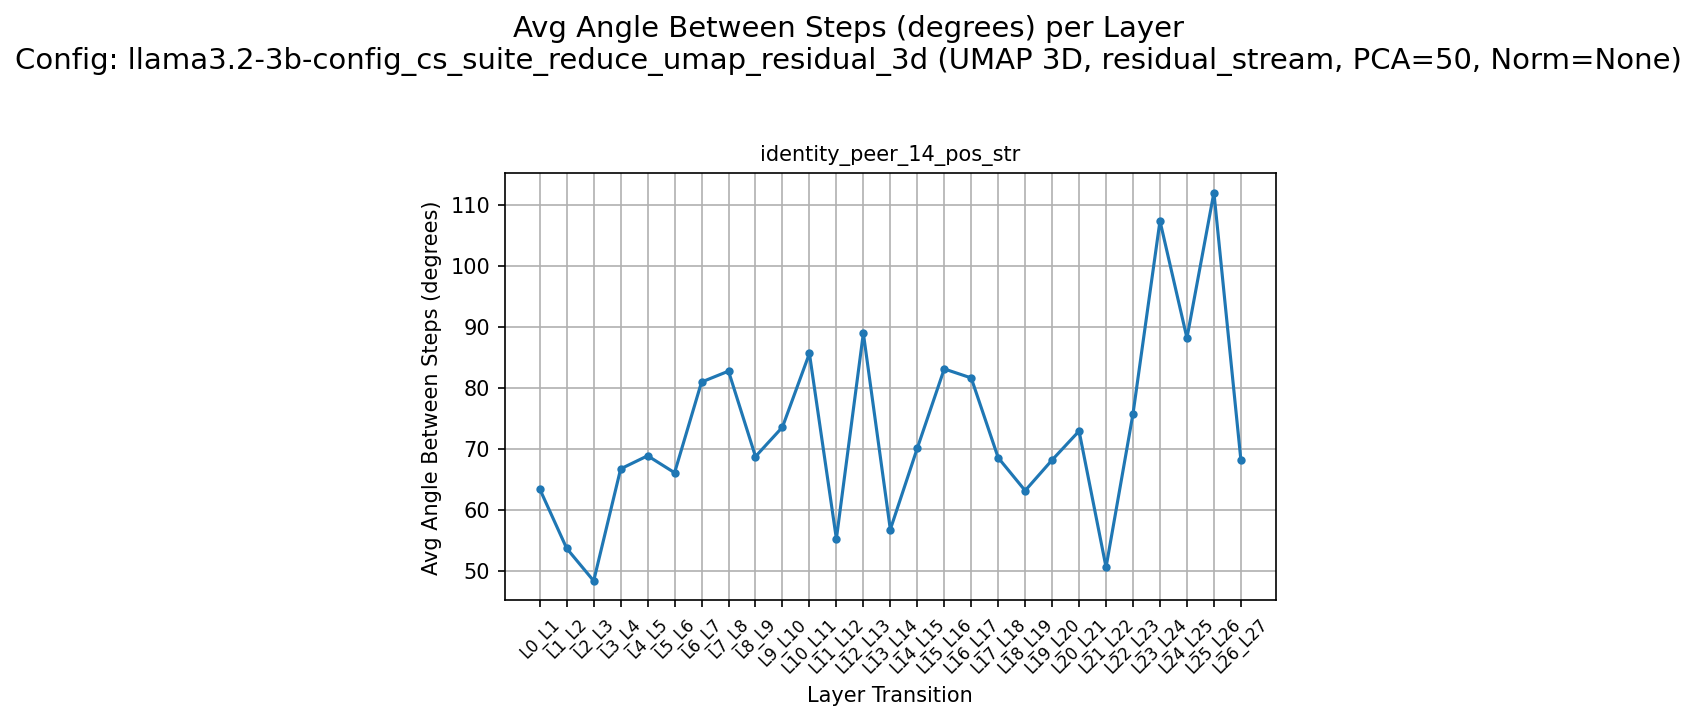 Avg Angle Between Steps (degrees) per Layer
Config: llama3.2-3b-config_cs_suite_reduce_umap_residual_3d (UMAP 3D, residual_stream, PCA=50, Norm=None)
identity_peer_14_pos_str
Avg Angle Between Steps (degrees)
110
100
90
80
70
60
50
L0_L1
L1_L2
L2_L3
L3_L4
L4_L5
L5_L6
L6_L7
L7_L8
L8_L9
L9_L10
L10_L11
L11_L12
L12_L13
L13_L14
L14_L15
L15_L16
L16_L17
L17_L18
L18_L19
L19_L20
L20_L21
L21_L22
L22_L23
L23_L24
L24_L25
L25_L26
L26_L27
Layer Transition